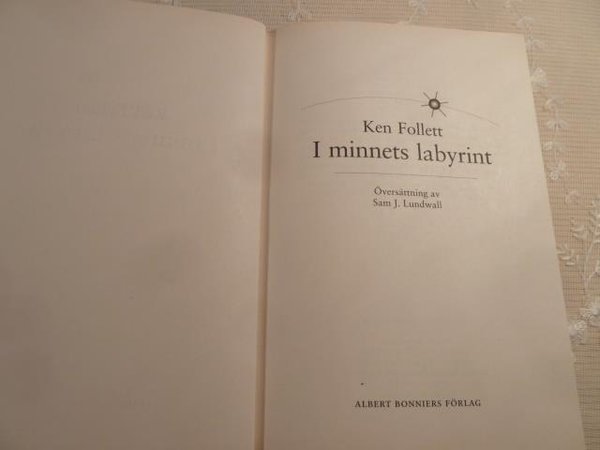 Ken Follett
I minnets labyrint
Översättning av
Sam J. Lundwall
ALBERT BONNIERS FÖRLAG